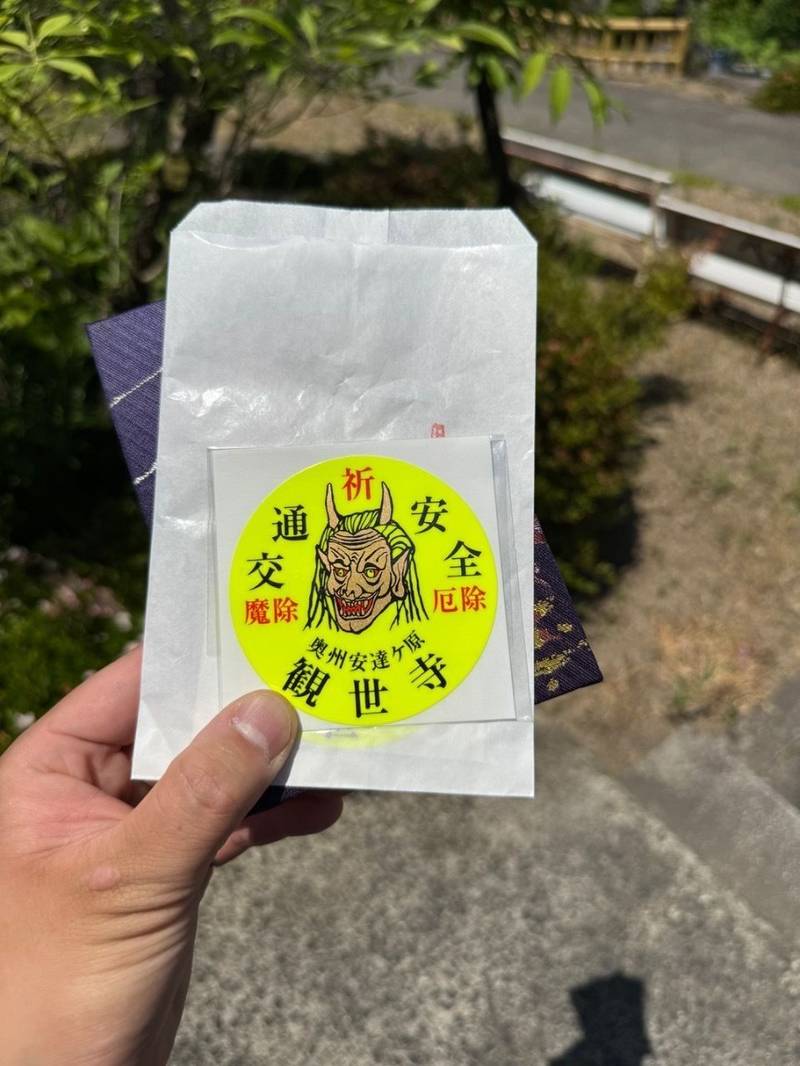 祈
交通 安全
魔除 厄除
奥州安達ケ原
観世寺